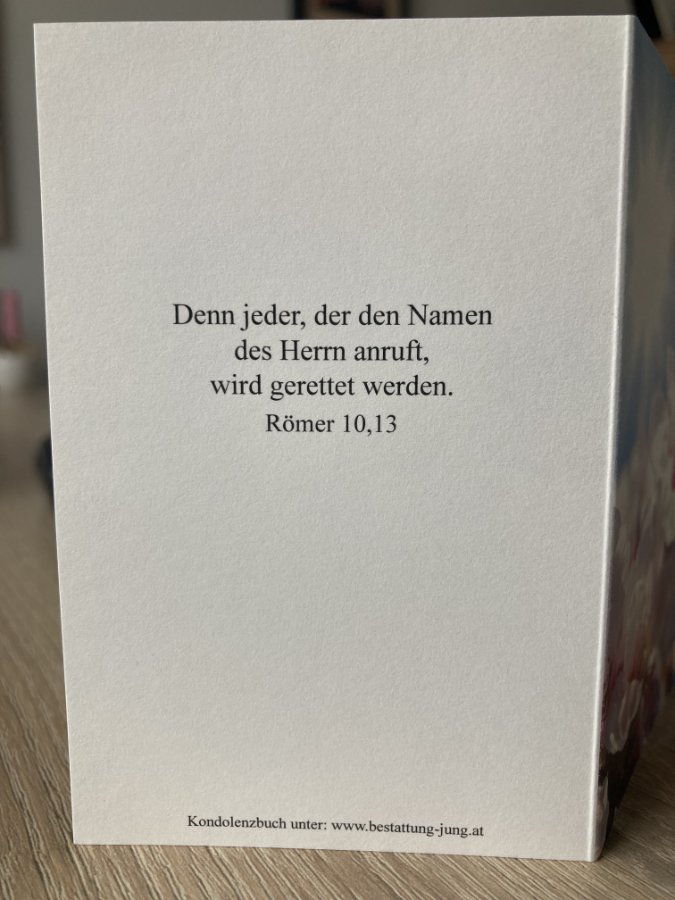 Denn jeder, der den Namen
des Herrn anruft,
wird gerettet werden.
Römer 10,13
Kondolenzbuch unter: www.bestattung-jung.at